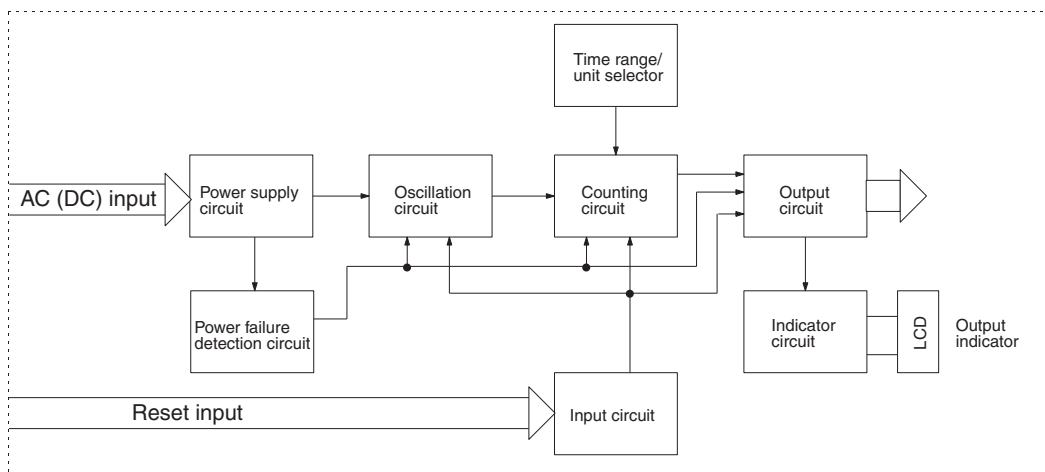 Time range/
unit selector
AC (DC) input
Power supply
circuit
Oscillation
circuit
Counting
circuit
Output
circuit
Power failure
detection circuit
Indicator
circuit
LCD
Output
indicator
Reset input
Input circuit